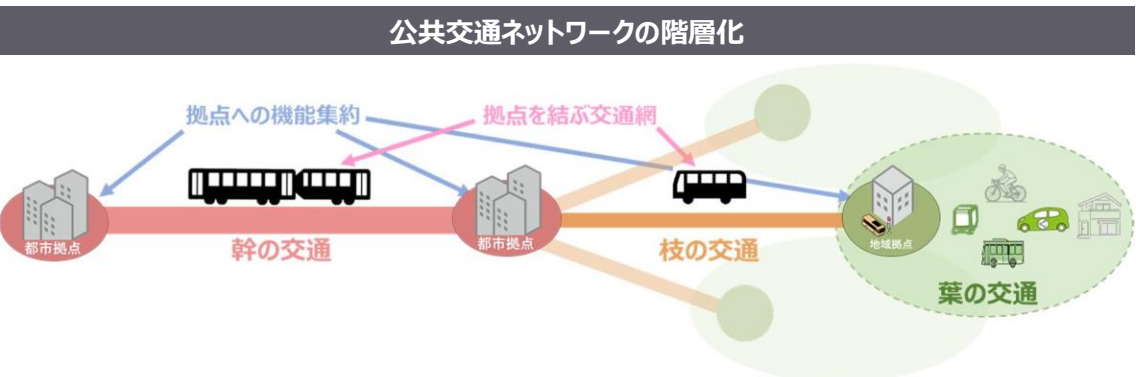 公共交通ネットワークの階層化
拠点への機能集約
拠点を結ぶ交通網
都市拠点
幹の交通
都市拠点
枝の交通
地域拠点
葉の交通